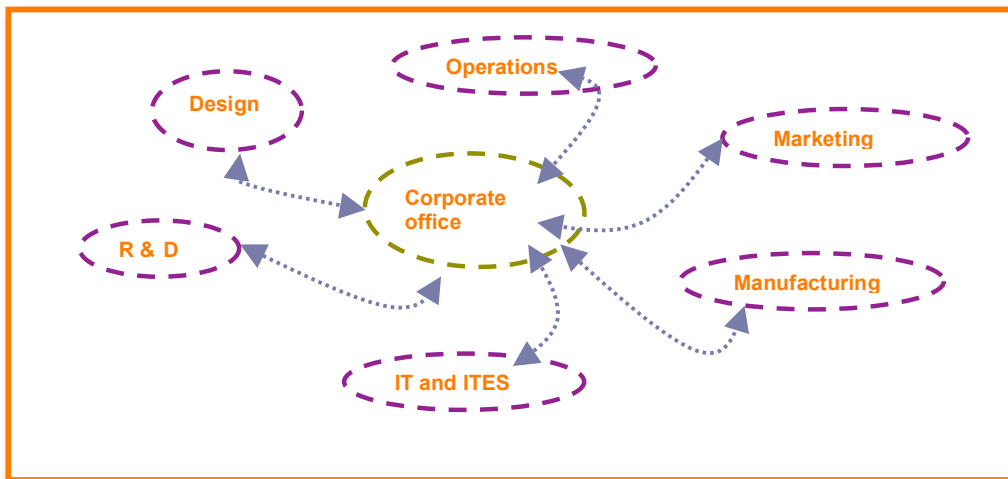 Operations
Design
Marketing
Corporate
office
R & D
Manufacturing
IT and ITES